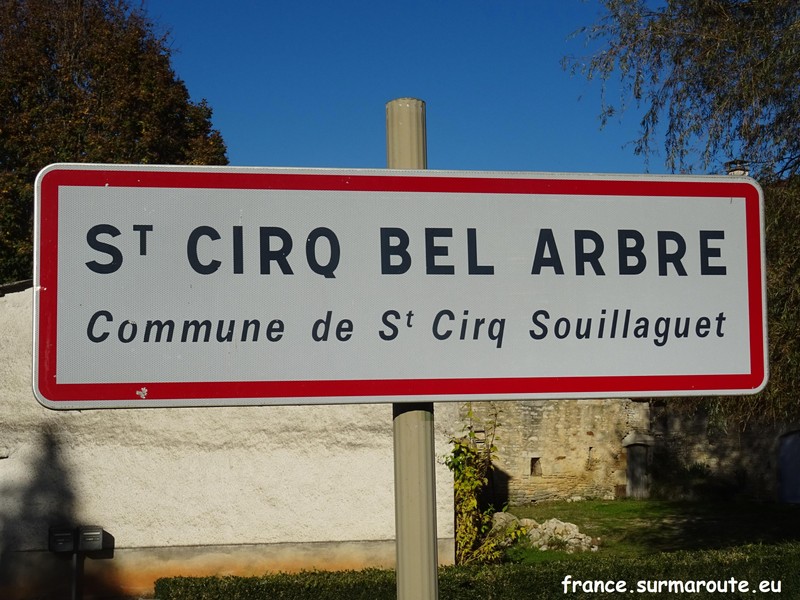 Sᵀ CIRQ BEL ARBRE
Commune de Sᵗ Cirq Souillaguet
france.surmaroute.eu